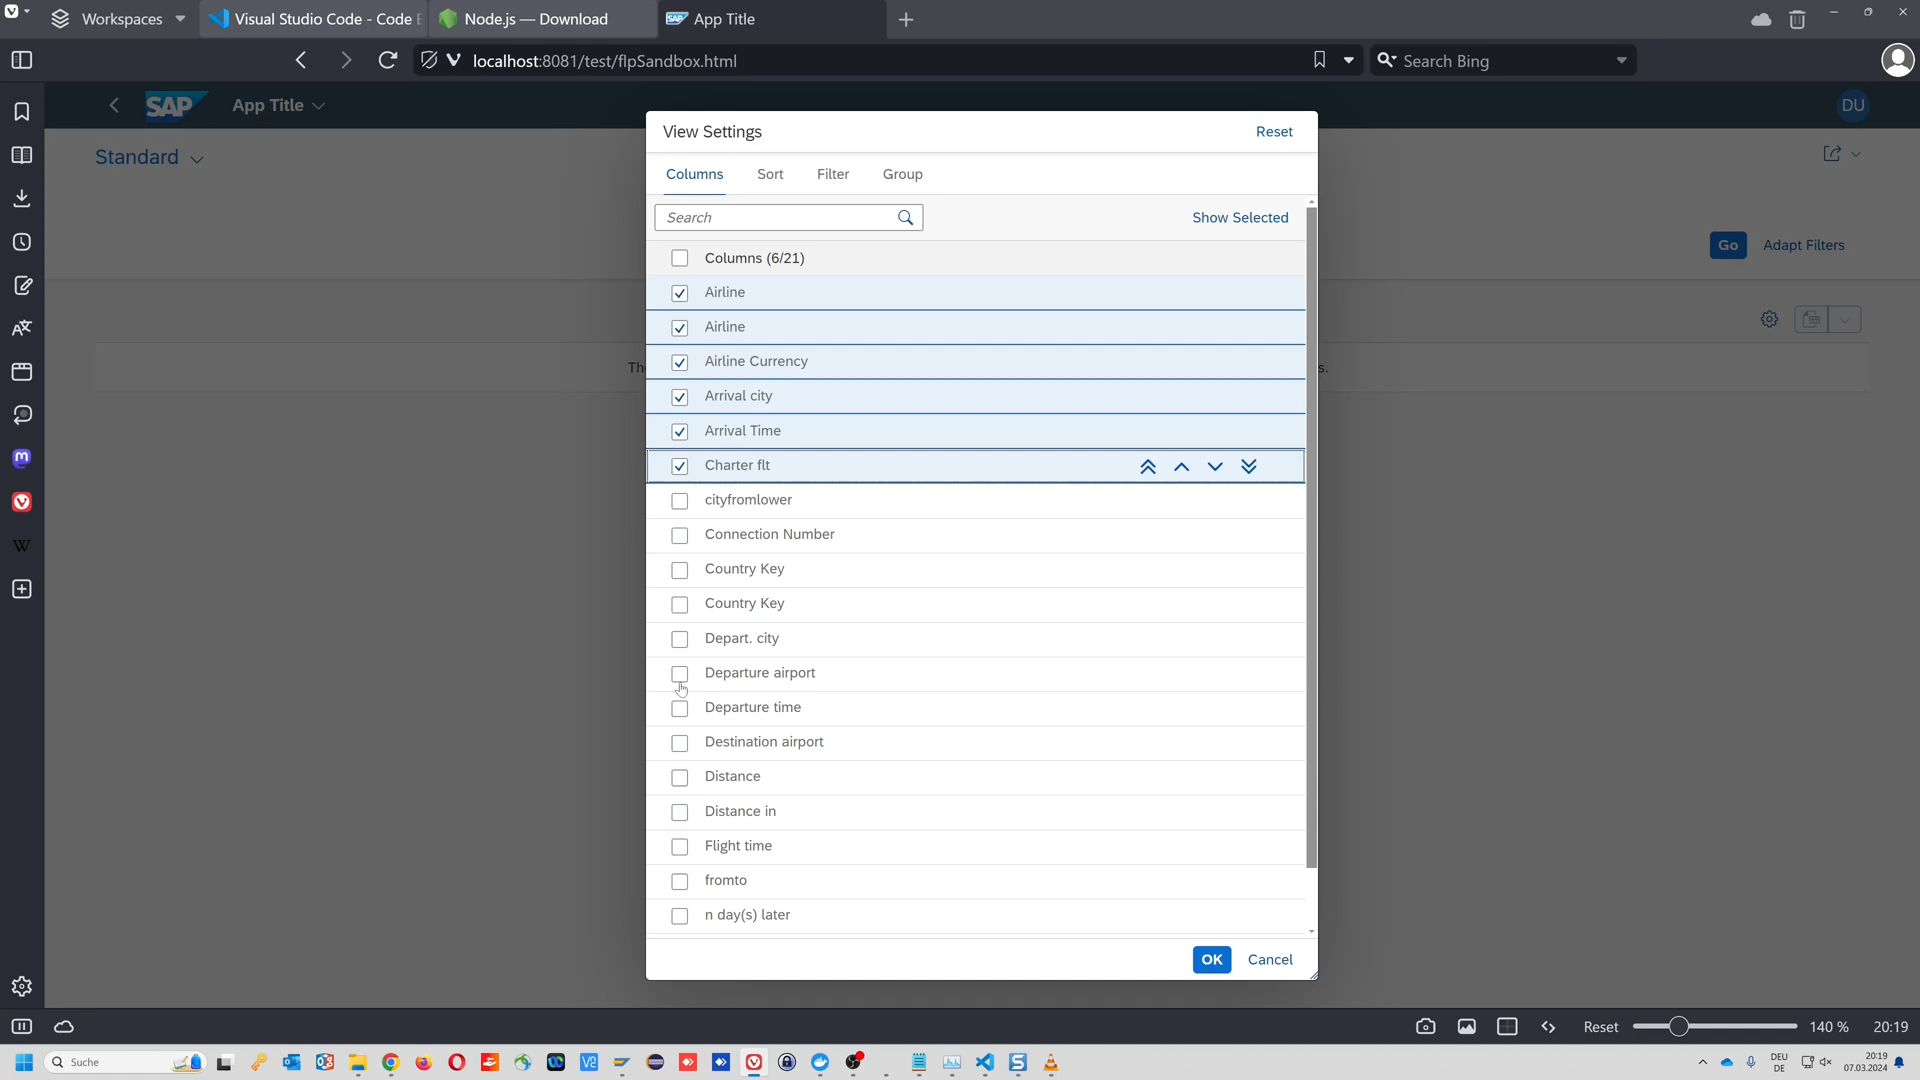 Workspaces
Visual Studio Code - Code E
Node.js — Download
App Title
localhost:8081/test/flpSandbox.html
Search Bing
SAP
App Title
DU
Standard
Go
Adapt Filters
Th
s.
View Settings
Reset
Columns
Sort
Filter
Group
Search
Show Selected
Columns (6/21)
Airline
Airline
Airline Currency
Arrival city
Arrival Time
Charter flt
cityfromlower
Connection Number
Country Key
Country Key
Depart. city
Departure airport
Departure time
Destination airport
Distance
Distance in
Flight time
fromto
n day(s) later
OK
Cancel
Reset
140 %
20:19
Suche
DEU
DE
20:19
07.03.2024